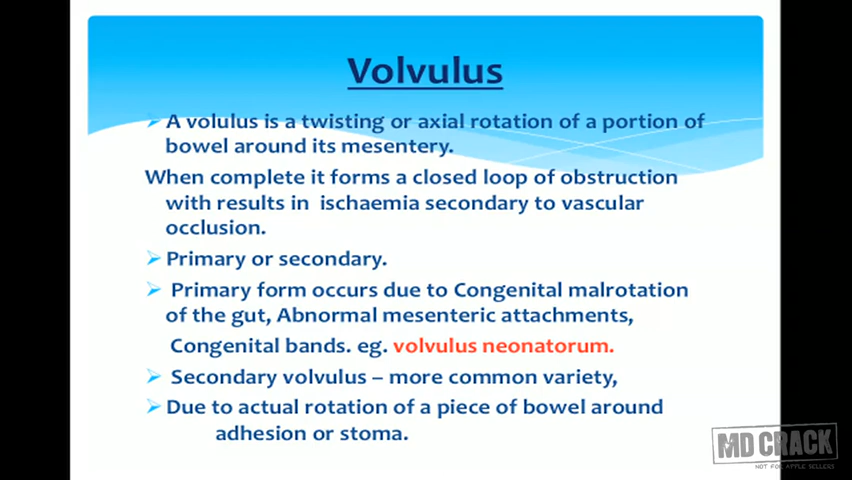 Volvulus
A volulus is a twisting or axial rotation of a portion of
bowel around its mesentery.
When complete it forms a closed loop of obstruction
with results in ischaemia secondary to vascular
occlusion.
Primary or secondary.
Primary form occurs due to Congenital malrotation
of the gut, Abnormal mesenteric attachments,
Congenital bands. eg. volvulus neonatorum.
Secondary volvulus – more common variety,
Due to actual rotation of a piece of bowel around
adhesion or stoma.
MD CRACK
NOT FOR APPLE SELLERS